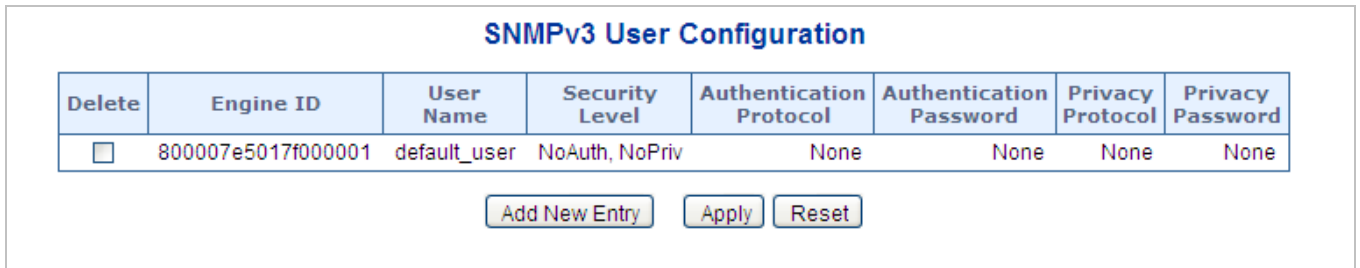 SNMPv3 User Configuration
Delete Engine ID User Name Security Level Authentication Protocol Authentication Password Privacy Protocol Privacy Password
800007e5017f000001 default_user NoAuth, NoPriv None None None None
Add New Entry Apply Reset